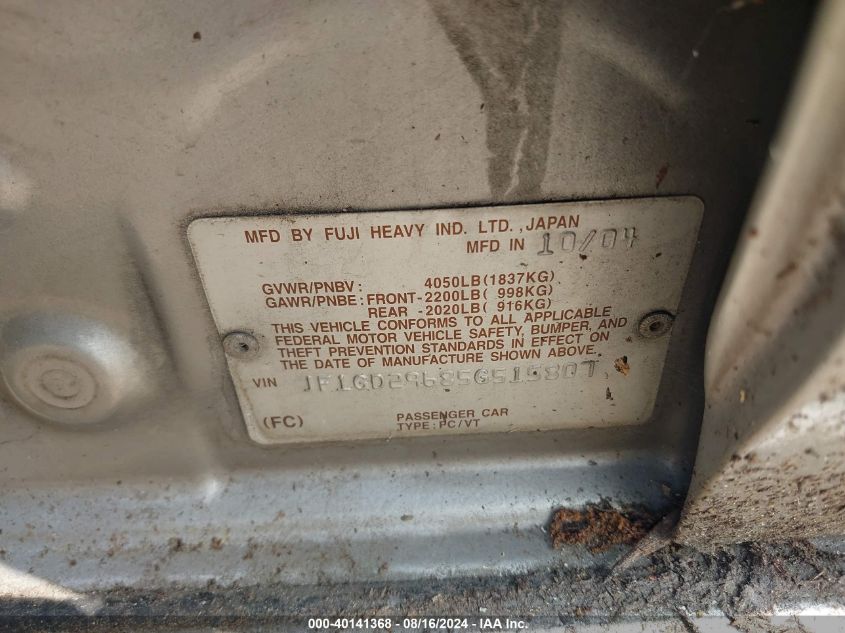 MFD BY FUJI HEAVY IND. LTD. ,JAPAN
MFD IN 10/04
GVWR/PNBV : 4050LB(1837KG)
GAWR/PNBE : FRONT-2200LB( 998KG)
REAR -2020LB( 916KG)
THIS VEHICLE CONFORMS TO ALL APPLICABLE
FEDERAL MOTOR VEHICLE SAFETY, BUMPER, AND
THEFT PREVENTION STANDARDS IN EFFECT ON
THE DATE OF MANUFACTURE SHOWN ABOVE.
VIN JF1GD29685G515807
(FC) PASSENGER CAR
TYPE : PC/VT
000-40141368 - 08/16/2024 - IAA Inc.